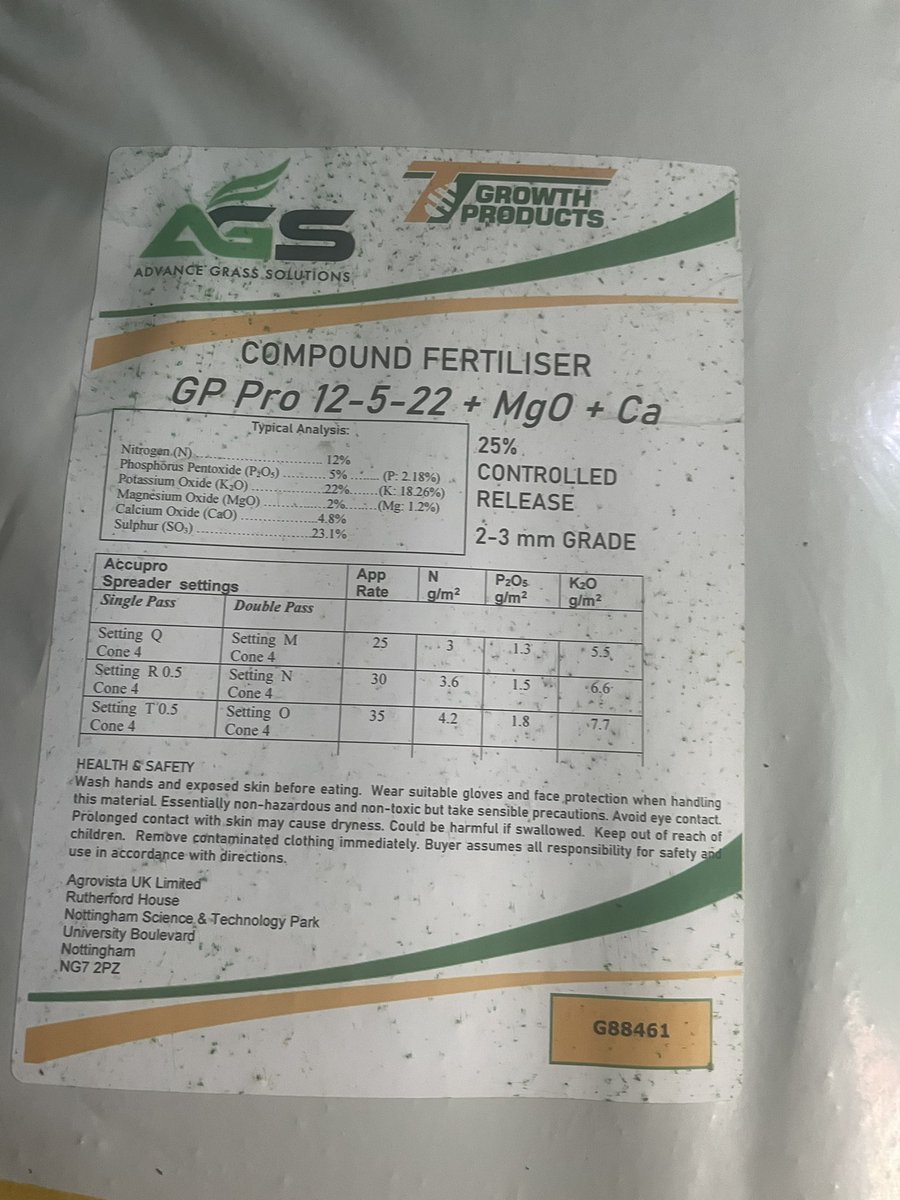 AGS
ADVANCE GRASS SOLUTIONS
GROWTH®
PRODUCTS
COMPOUND FERTILISER
GP Pro 12-5-22 + MgO + Ca
Typical Analysis:
Nitrogen (N) .................................. 12%
Phosphorus Pentoxide (P₂O₅) .................. 5% ....... (P: 2.18%)
Potassium Oxide (K₂O) ......................... 22% ...... (K: 18.26%)
Magnesium Oxide (MgO) ......................... 2% ....... (Mg: 1.2%)
Calcium Oxide (CaO) ........................ 4.8%
Sulphur (SO₃) ................................ 23.1%
25%
CONTROLLED
RELEASE
2-3 mm GRADE
Accupro
Spreader settings
App Rate
N g/m²
P₂O₅ g/m²
K₂O g/m²
Single Pass Double Pass
Setting Q Cone 4 Setting M Cone 4 25 3 1.3 5.5
Setting R 0.5 Cone 4 Setting N Cone 4 30 3.6 1.5 6.6
Setting T 0.5 Cone 4 Setting O Cone 4 35 4.2 1.8 7.7
HEALTH & SAFETY
Wash hands and exposed skin before eating. Wear suitable gloves and face protection when handling
this material. Essentially non-hazardous and non-toxic but take sensible precautions. Avoid eye contact.
Prolonged contact with skin may cause dryness. Could be harmful if swallowed. Keep out of reach of
children. Remove contaminated clothing immediately. Buyer assumes all responsibility for safety and
use in accordance with directions.
Agrovista UK Limited
Rutherford House
Nottingham Science & Technology Park
University Boulevard
Nottingham
NG7 2PZ
G88461